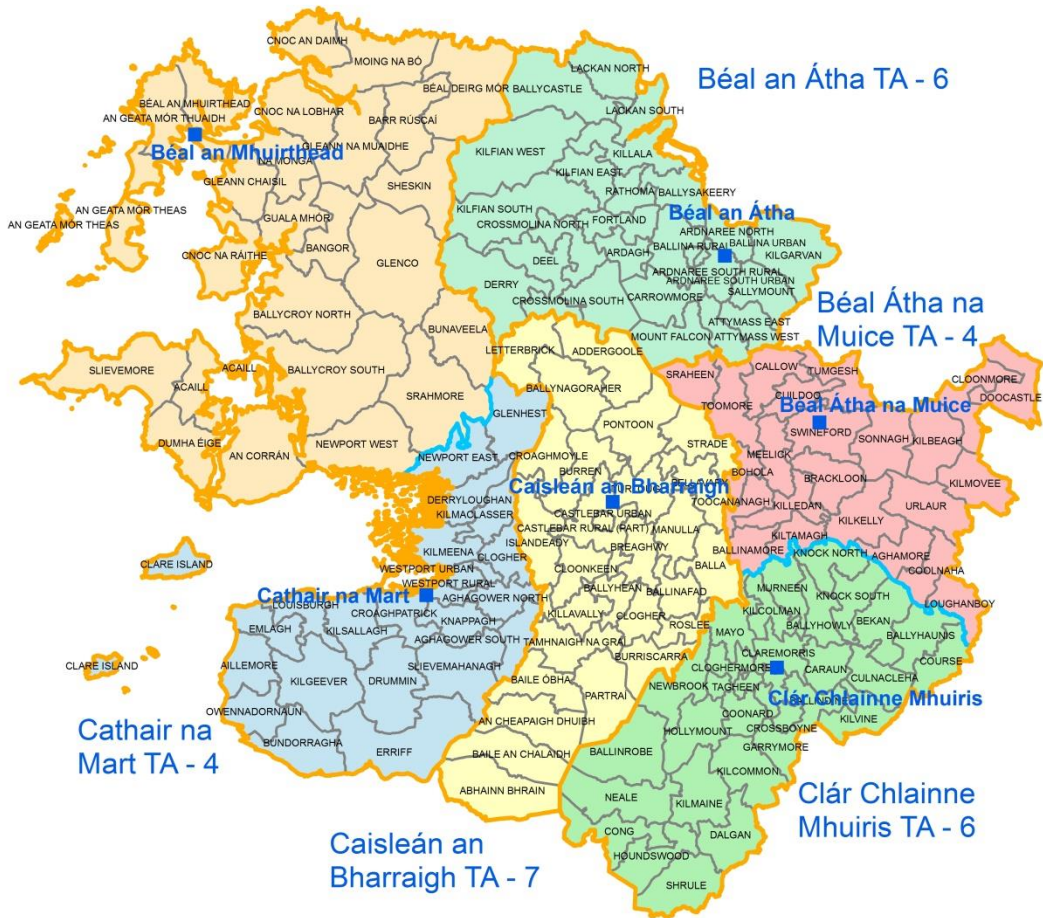 CNOC AN DAIMH
MOING NA BÓ
LACKAN NORTH
Béal an Átha TA - 6
BÉAL DEIRG MÓR
BALLYCASTLE
BÉAL AN MHUIRTHEAD
CNOC NA LOBHAR
LACKAN SOUTH
AN GEATA MÓR THUAIDH
BARR RÚSCAÍ
GLEANN NA MUAIDHE
Béal an Mhuirthead
NA MONGA
KILFIAN WEST
KILLALA
KILFIAN EAST
GLEANN CHAISIL
SHESKIN
RATHOMA
BALLYSAKEERY
AN GEATA MÓR THEAS
AN GEATA MÓR THEAS
GUALA MHÓR
KILFIAN SOUTH
CROSSMOLINA NORTH
FORTLAND
Béal an Átha
ARDNAREE NORTH
BANGOR
BALLINA RURAL
BALLINA URBAN
CNOC NA RÁITHE
GLENCO
DEEL
ARDAGH
KILGARVAN
ARDNAREE SOUTH RURAL
ARDNAREE SOUTH URBAN
DERRY
SALLYMOUNT
CROSSMOLINA SOUTH
CARROWMORE
BALLYCROY NORTH
Béal Átha na
Muice TA - 4
BUNAVEELA
ATTYMASS EAST
MOUNT FALCON
ATTYMASS WEST
LETTERBRICK
ADDERGOOLE
SLIEVEMORE
ACAILL
ACAILL
BALLYCROY SOUTH
SRAHEEN
CALLOW
TUMGESH
CLOONMORE
DOOCASTLE
BALLYNAGORAHER
CUILDOO
SRAHMORE
TOOMORE
Béal Átha na Muice
DUMHA ÉIGE
GLENHEST
PONTOON
SWINEFORD
SONNAGH
KILBEAGH
AN CORRÁN
NEWPORT WEST
STRADE
NEWPORT EAST
CROAGHMOYLE
MEELICK
BURREN
BOHOLA
BRACKLOON
KILMOVEE
Caisleán an Bharraigh
DERRYLOUGHAN
TOOCANANAGH
KILLEDAN
URLAUR
CASTLEBAR URBAN
KILMACLASSER
KILKELLY
CASTLEBAR RURAL (PART)
MANULLA
ISLANDEADY
KILTAMAGH
KILMEENA
CLOGHER
BREAGHWY
BALLINAMORE
KNOCK NORTH
AGHAMORE
CLARE ISLAND
WESTPORT URBAN
CLOONKEEN
BALLA
COOLNAHA
WESTPORT RURAL
BALLYHEAN
BALLINAFAD
MURNEEN
KNOCK SOUTH
Cathair na Mart
AGHAGOWER NORTH
LOUISBURGH
CROAGHPATRICK
KILCOLMAN
LOUGHANBOY
KNAPPAGH
KILLAVALLY
CLOGHER
ROSLEE
BALLYHOWLY
BEKAN
EMLAGH
KILSALLAGH
MAYO
BALLYHAUNIS
AGHAGOWER SOUTH
TAMHNAIGH NA GRAÍ
CLAREMORRIS
BURRISCARRA
COURSE
CLARE ISLAND
AILLEMORE
SLIEVEMAHANAGH
CLOGHERMORE
CARAUN
CULNACLEHA
KILGEEVER
DRUMMIN
BAILE ÓBHA
NEWBROOK
TAGHEEN
Clár Chlainne Mhuiris
PARTRAÍ
OWENNADORNAUN
COONARD
KILVINE
AN CHEAPAIGH DHUIBH
HOLLYMOUNT
CROSSBOYNE
Cathair na
Mart TA - 4
BUNDORRAGHA
ERRIFF
BAILE AN CHALAIDH
BALLINROBE
GARRYMORE
KILCOMMON
ABHAINN BHRAIN
NEALE
KILMAINE
Clár Chlainne
Mhuiris TA - 6
CONG
DALGAN
Caisleán an
Bharraigh TA - 7
HOUNDSWOOD
SHRULE